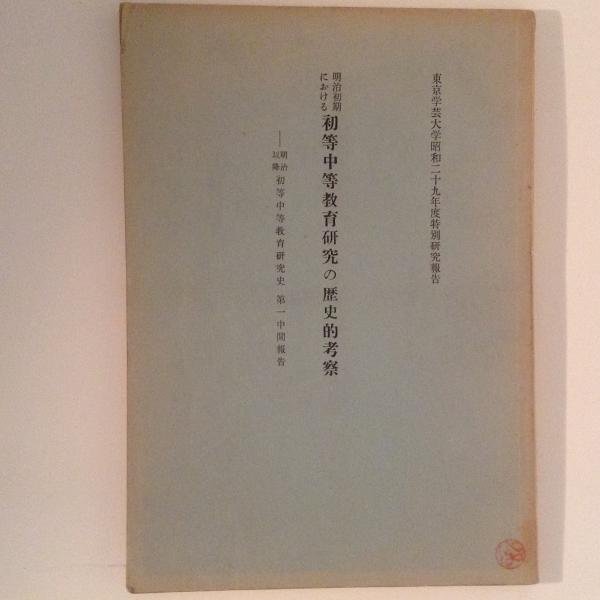 東京学芸大学昭和二十九年度特別研究報告
明治初期における初等中等教育研究の歴史的考察
——明治以降初等中等教育研究史 第一中間報告